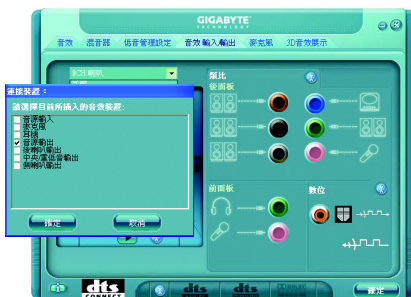 GIGABYTE
TECHNOLOGY
音效
混音器
低音管理設定
音效輸入/輸出
麥克風
3D音效展示
8CH 喇叭
類比
後面板
連接裝置：
請選擇目前所插入的音效裝置：
音源輸入
麥克風
耳機
音源輸出
後喇叭輸出
中央/重低音輸出
側喇叭輸出
確定
取消
前面板
數位
dts
CONNECT
dts
dts
確定